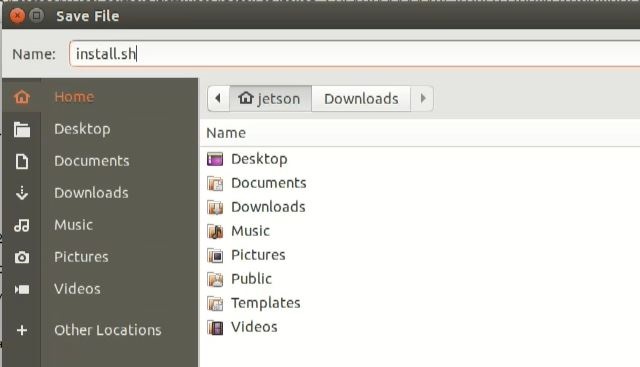 Save File
Name: install.sh
Home
Desktop
Documents
Downloads
Music
Pictures
Videos
Other Locations
jetson Downloads
Name
Desktop
Documents
Downloads
Music
Pictures
Public
Templates
Videos